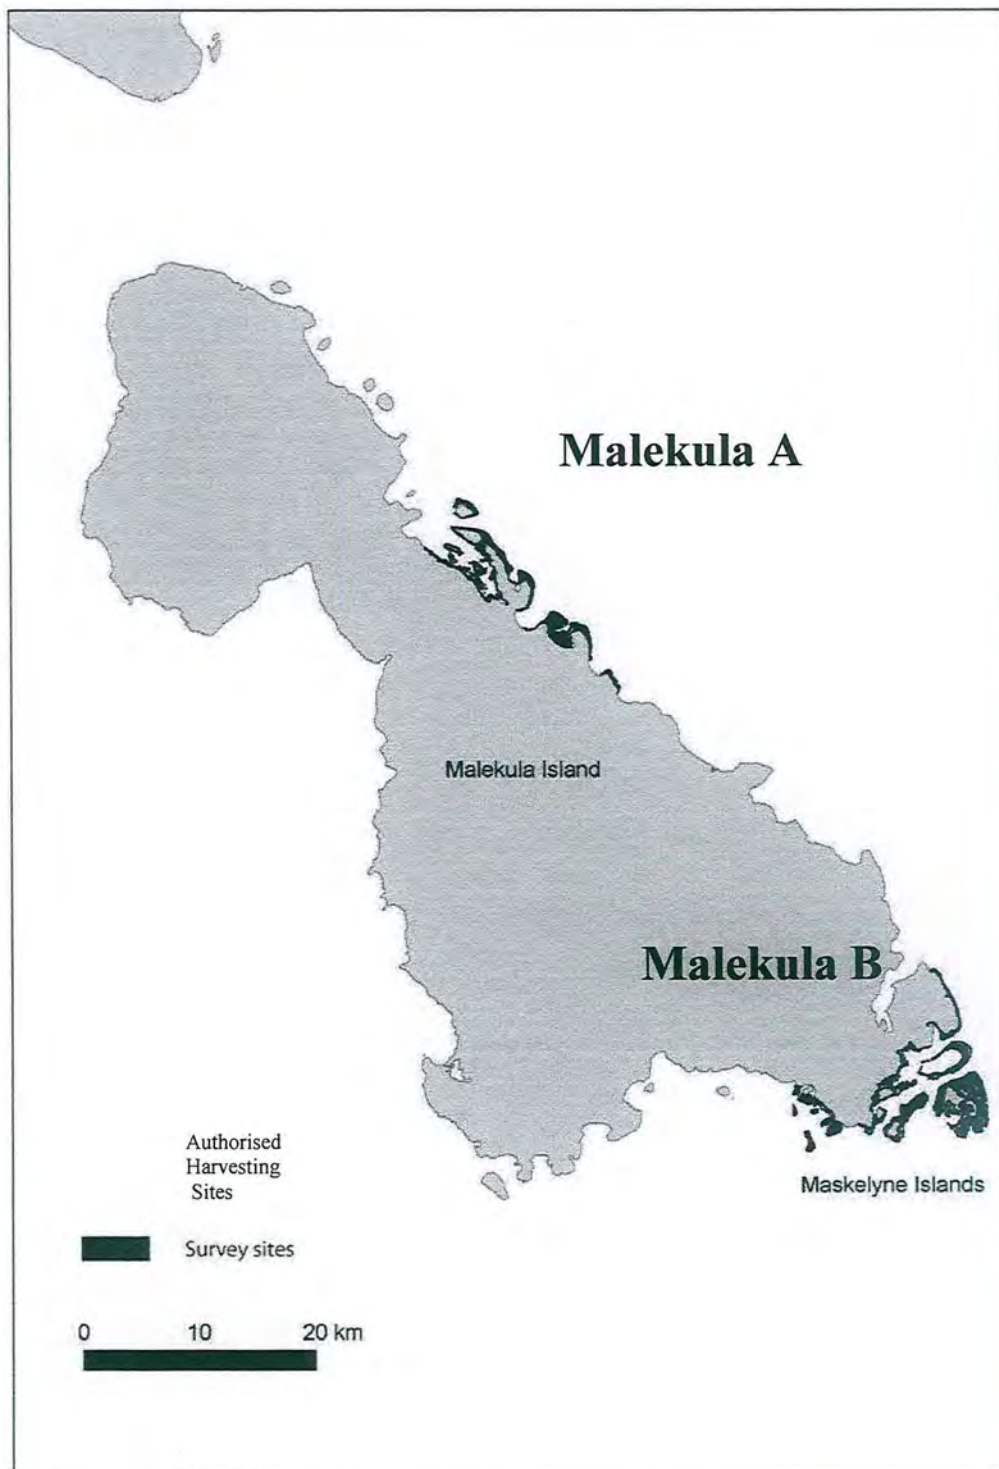 Malekula A
Malekula Island
Malekula B
Maskelyne Islands
Authorised
Harvesting
Sites
Survey sites
0 10 20 km